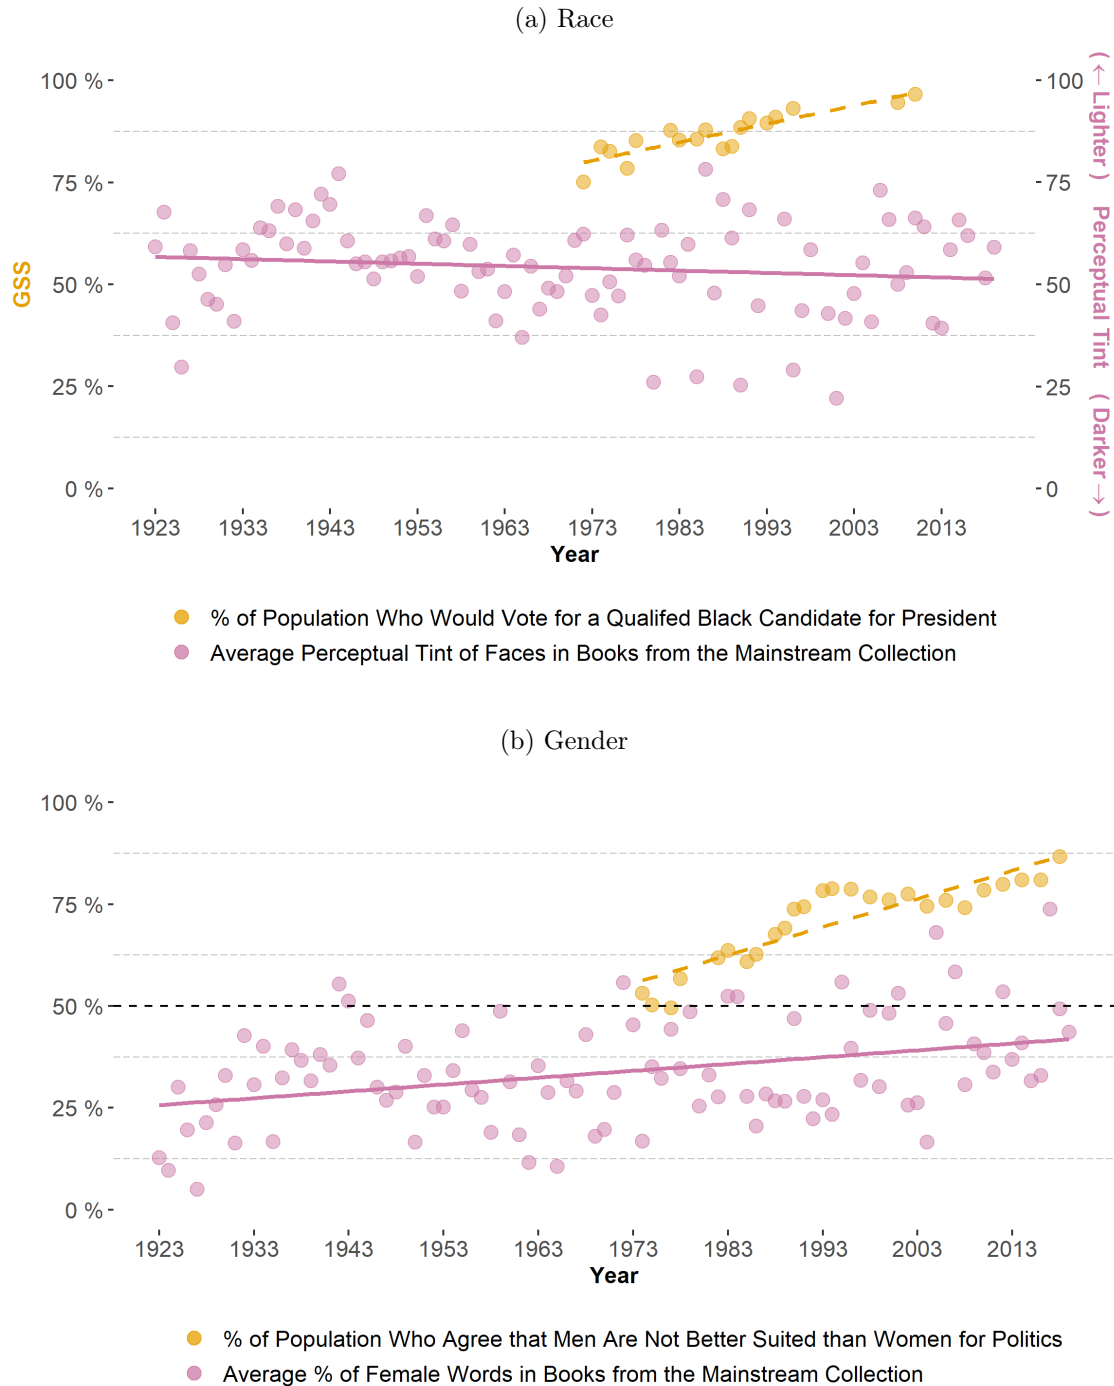 (a) Race
100 %
75 %
50 %
25 %
0 %
GSS
100
75
50
25
0
( ← Lighter ) Perceptual Tint ( Darker → )
1923 1933 1943 1953 1963 1973 1983 1993 2003 2013
Year
% of Population Who Would Vote for a Qualifed Black Candidate for President
Average Perceptual Tint of Faces in Books from the Mainstream Collection
(b) Gender
100 %
75 %
50 %
25 %
0 %
1923 1933 1943 1953 1963 1973 1983 1993 2003 2013
Year
% of Population Who Agree that Men Are Not Better Suited than Women for Politics
Average % of Female Words in Books from the Mainstream Collection